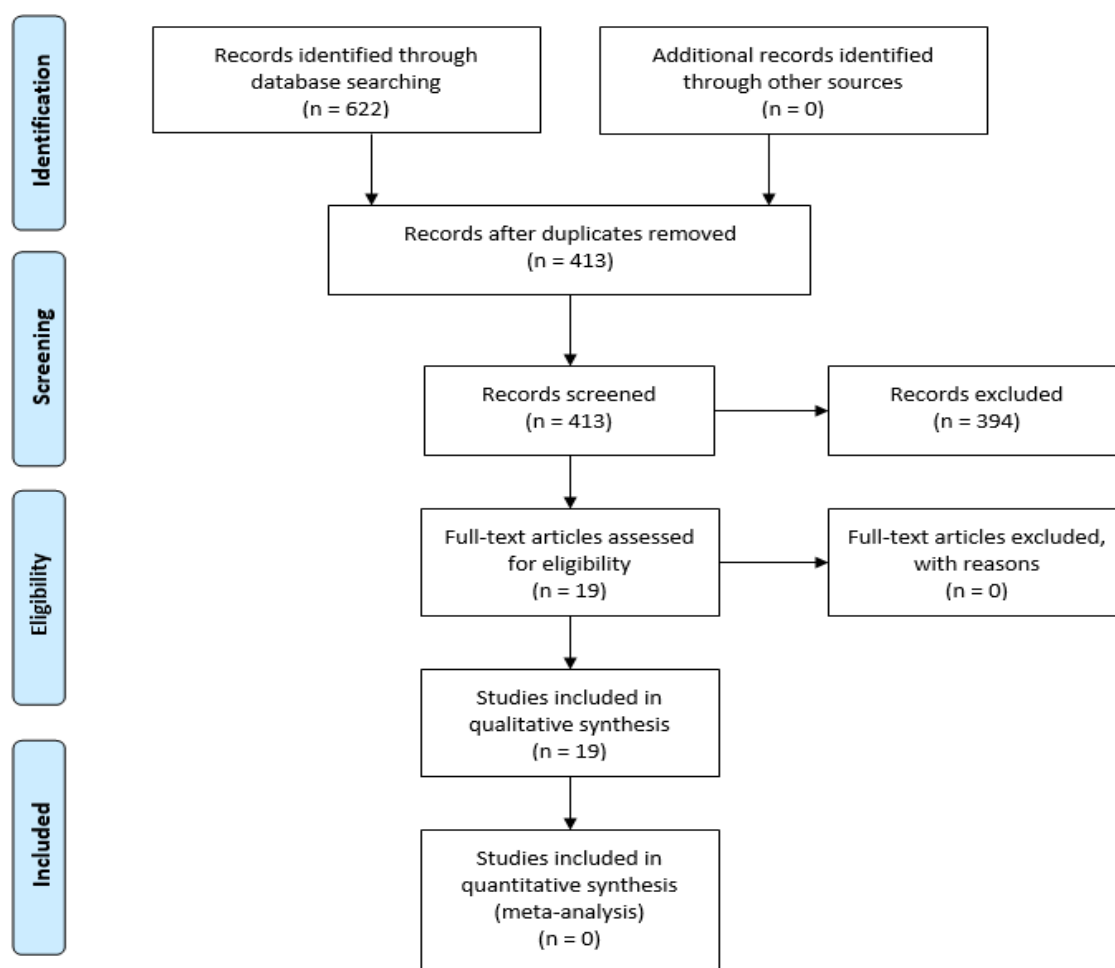 Identification
Records identified through
database searching
(n = 622)
Additional records identified
through other sources
(n = 0)
Records after duplicates removed
(n = 413)
Screening
Records screened
(n = 413)
Records excluded
(n = 394)
Eligibility
Full-text articles assessed
for eligibility
(n = 19)
Full-text articles excluded,
with reasons
(n = 0)
Studies included in
qualitative synthesis
(n = 19)
Included
Studies included in
quantitative synthesis
(meta-analysis)
(n = 0)